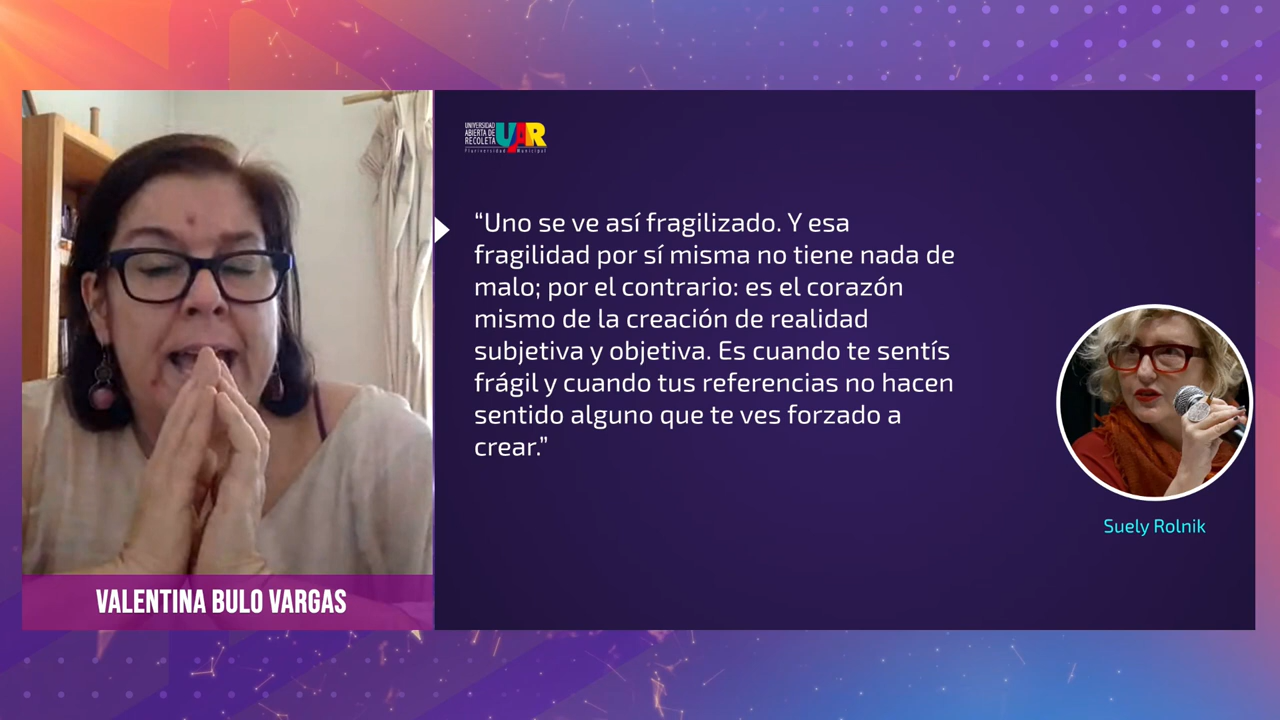 UNIVERSIDAD
ABIERTA DE
RECOLETA
UAR
Pluriversidad Municipal
“Uno se ve así fragilizado. Y esa
fragilidad por sí misma no tiene nada de
malo; por el contrario: es el corazón
mismo de la creación de realidad
subjetiva y objetiva. Es cuando te sentís
frágil y cuando tus referencias no hacen
sentido alguno que te ves forzado a
crear.”
Suely Rolnik
VALENTINA BULO VARGAS